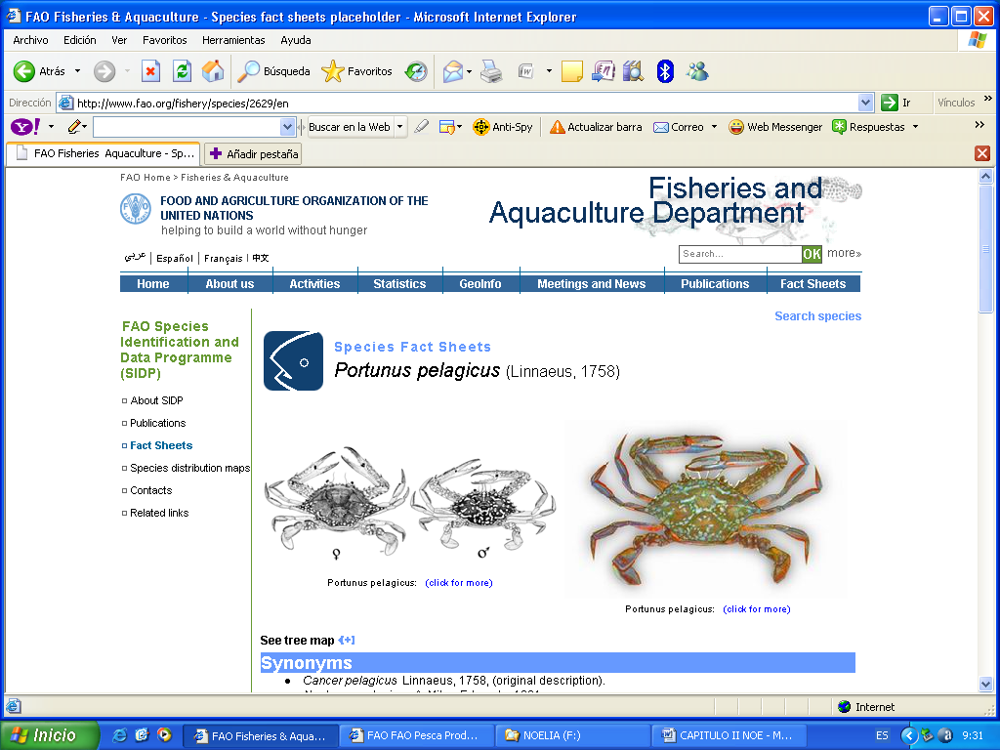 FAO Fisheries & Aquaculture - Species fact sheets placeholder - Microsoft Internet Explorer
Archivo Edición Ver Favoritos Herramientas Ayuda
Atrás Búsqueda Favoritos
Dirección http://www.fao.org/fishery/species/2629/en Ir Vínculos »
Y! Buscar en la Web Anti-Spy Actualizar barra Correo Web Messenger Respuestas »
FAO Fisheries Aquaculture - Sp... Añadir pestaña
FAO Home > Fisheries & Aquaculture
FOOD AND AGRICULTURE ORGANIZATION OF THE
UNITED NATIONS
helping to build a world without hunger
Fisheries and
Aquaculture Department
عربي | Español | Français | 中文
Search... OK more»
Home About us Activities Statistics GeoInfo Meetings and News Publications Fact Sheets
Search species
FAO Species
Identification and
Data Programme
(SIDP)
About SIDP
Publications
Fact Sheets
Species distribution maps
Contacts
Related links
Species Fact Sheets
Portunus pelagicus (Linnaeus, 1758)
♀ ♂
Portunus pelagicus: (click for more)
Portunus pelagicus: (click for more)
See tree map [+]
Synonyms
• Cancer pelagicus Linnaeus, 1758, (original description).
Internet
Inicio FAO Fisheries & Aqua... FAO FAO Pesca Prod... NOELIA (F:) CAPITULO II NOE - M... ES 9:31